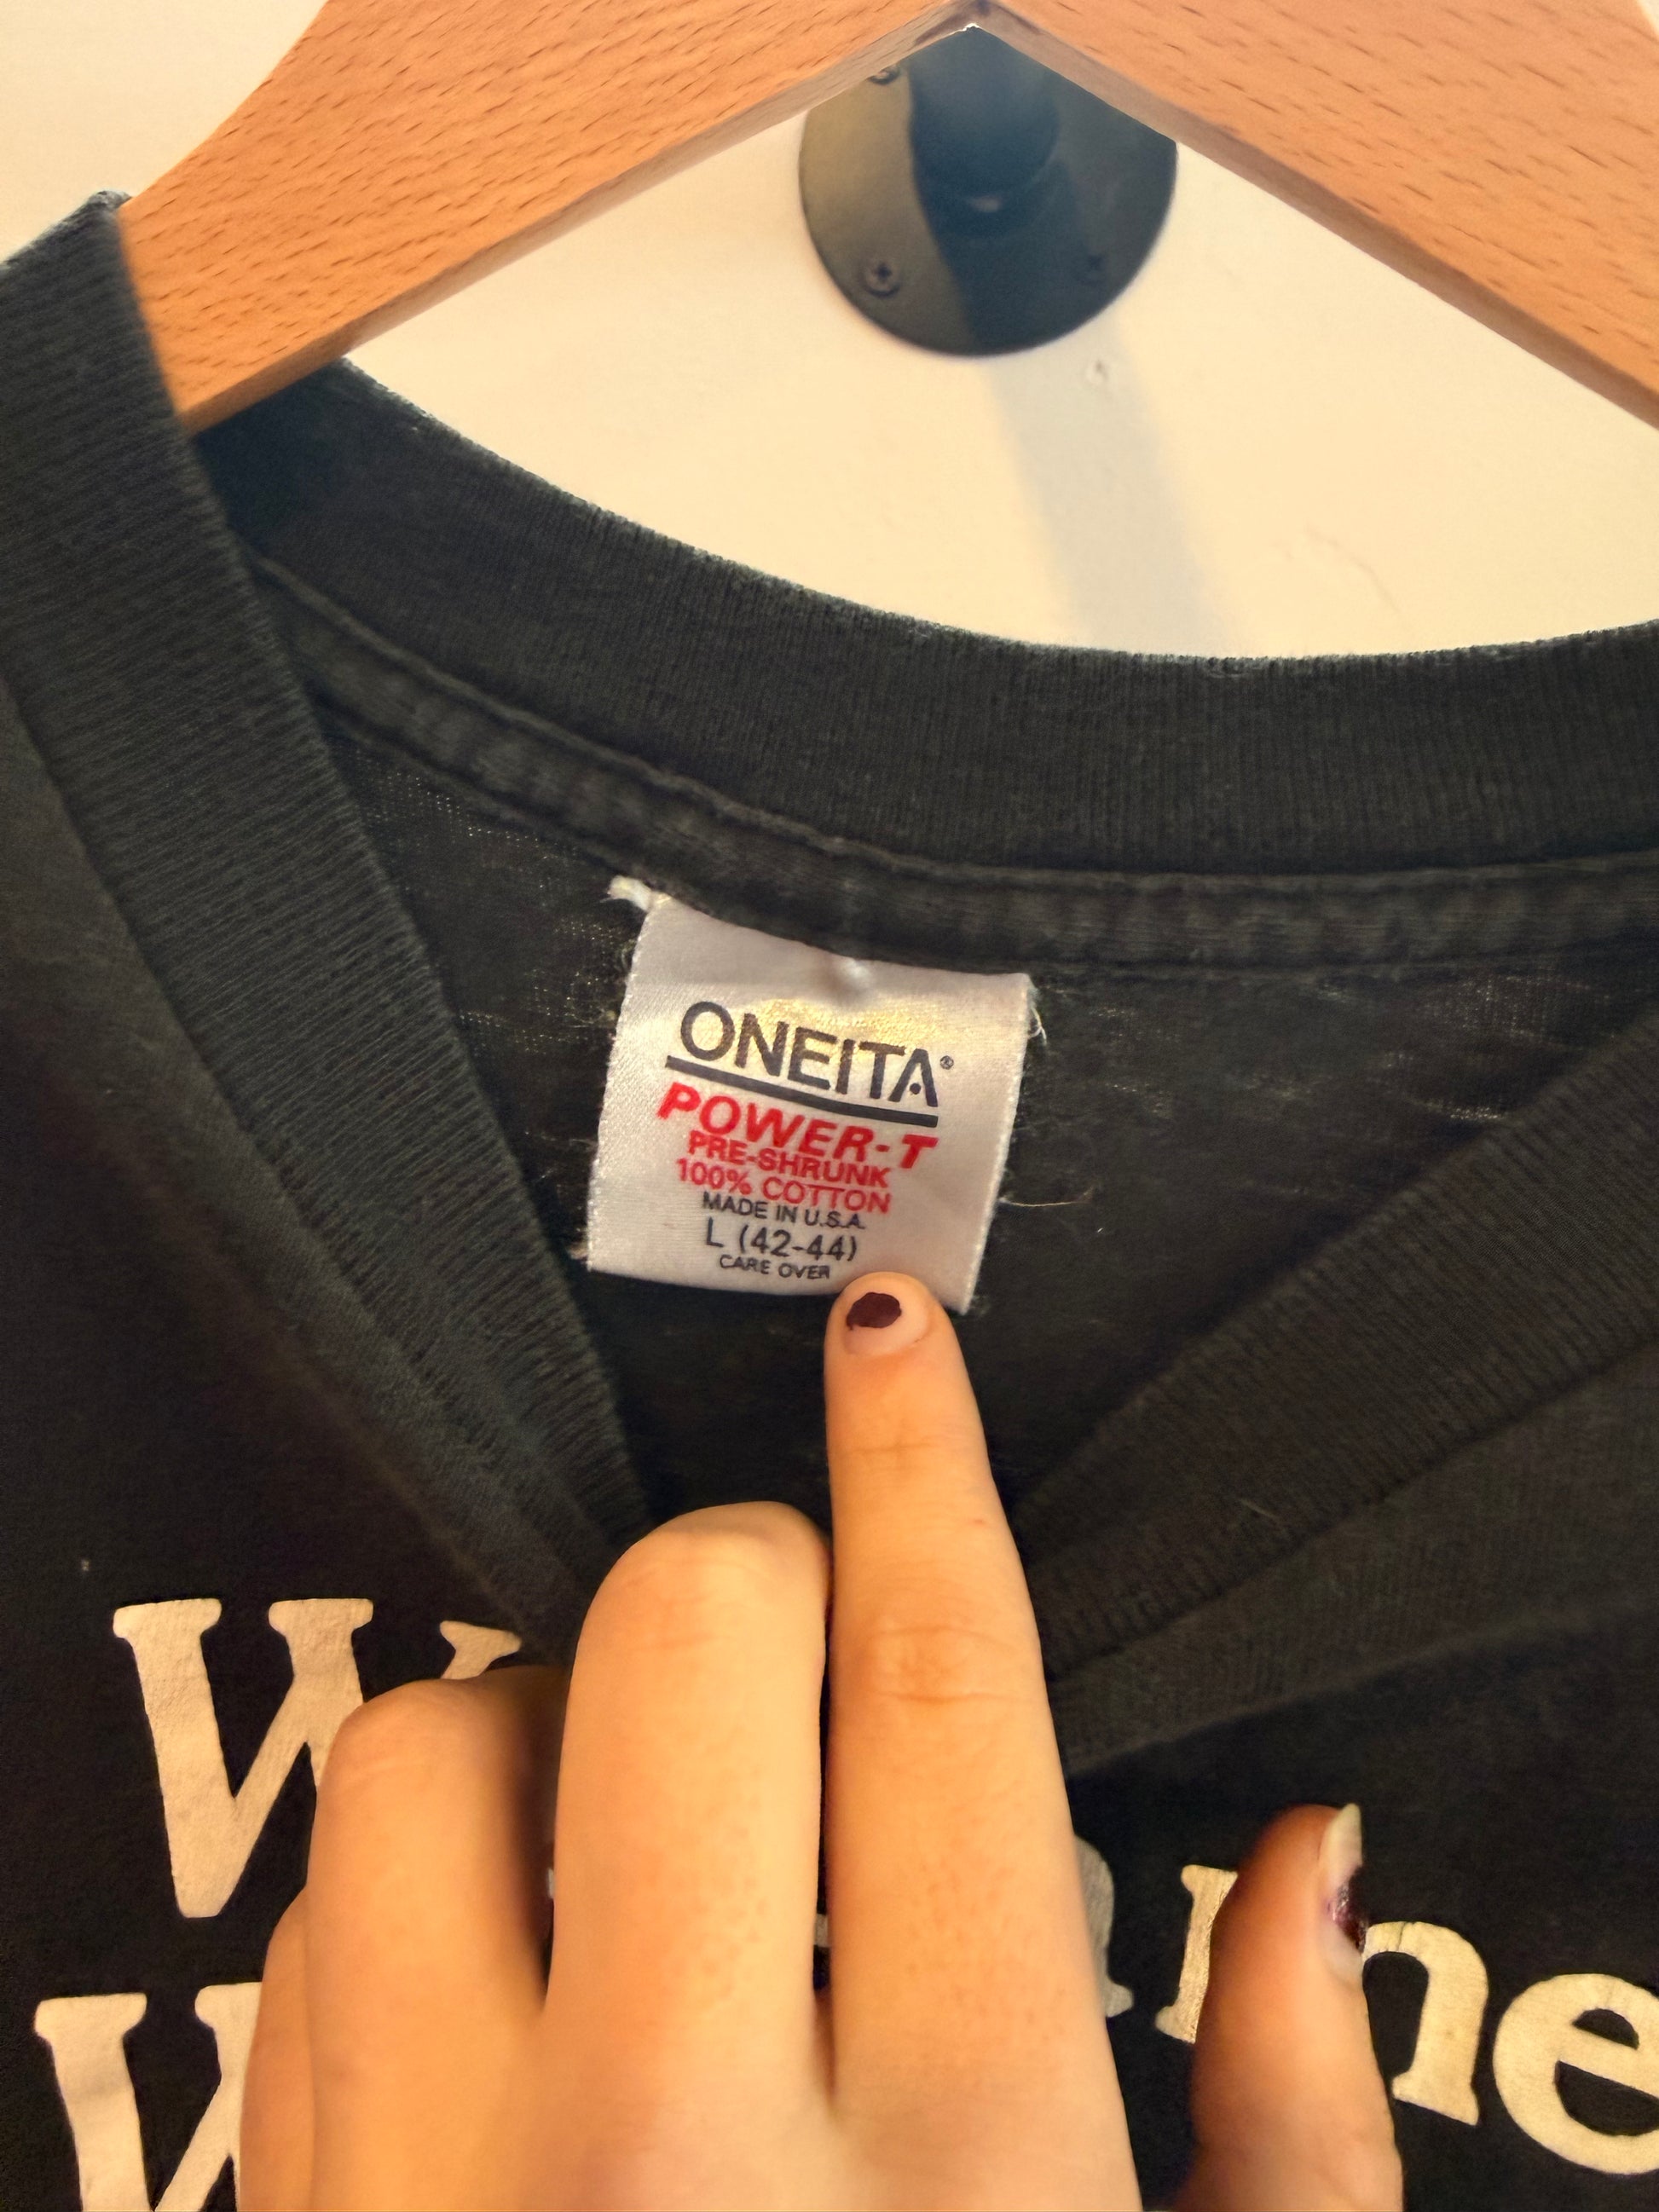 ONEITA®
POWER-T
PRE-SHRUNK
100% COTTON
MADE IN U.S.A.
L (42-44)
CARE OVER